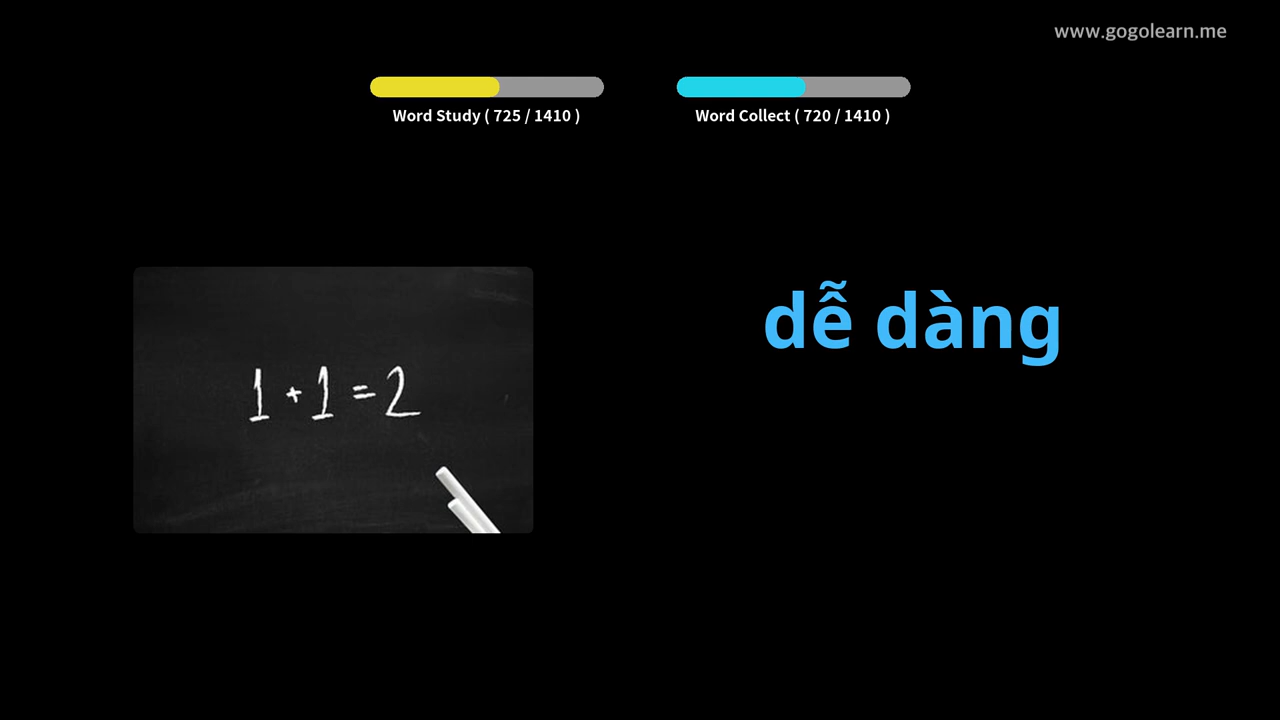 www.gogolearn.me
Word Study ( 725 / 1410 )
Word Collect ( 720 / 1410 )
dễ dàng
1 + 1 = 2